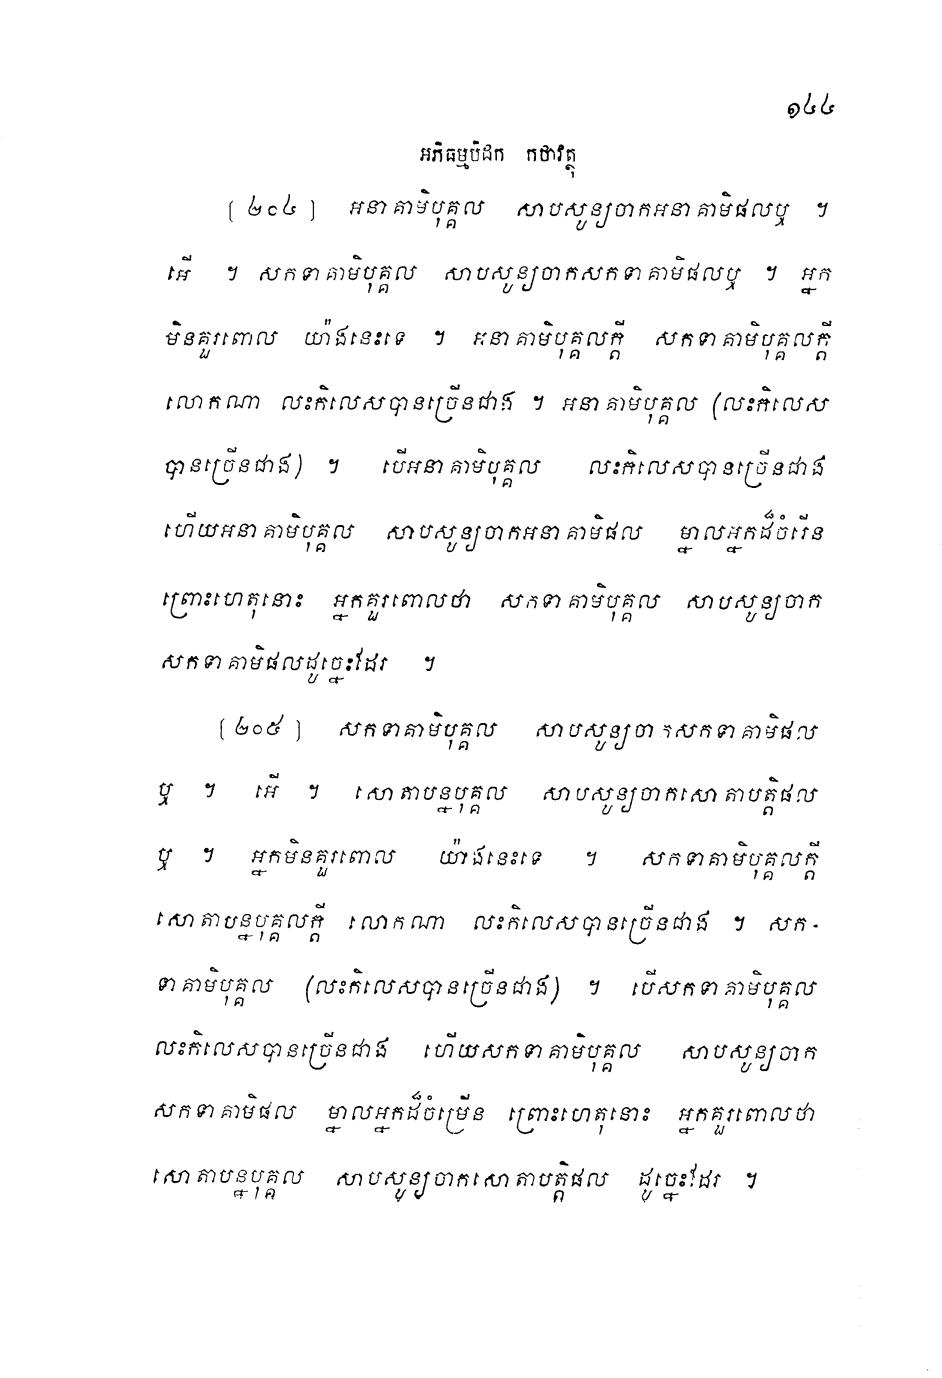 ១៤៤
អភិធម្មបិដក កថាវត្ថុ
[ ២០៤ ] អនាគាមិបុគ្គល សាបសូន្យចាកអនាគាមិផលឬ ។
អើ ។ សកទាគាមិបុគ្គល សាបសូន្យចាកសកទាគាមិផលឬ ។ អ្នក
មិនគួរពោល យ៉ាងនេះទេ ។ អនាគាមិបុគ្គលក្តី សកទាគាមិបុគ្គលក្តី
លោកណា លះកិលេសបានច្រើនជាង ។ អនាគាមិបុគ្គល (លះកិលេស
បានច្រើនជាង) ។ បើអនាគាមិបុគ្គល លះកិលេសបានច្រើនជាង
ហើយអនាគាមិបុគ្គល សាបសូន្យចាកអនាគាមិផល ម្នាលអ្នកដ៏ចំរើន
ព្រោះហេតុនោះ អ្នកគួរពោលថា សកទាគាមិបុគ្គល សាបសូន្យចាក
សកទាគាមិផលដូច្នេះដែរ ។
[ ២០៥ ] សកទាគាមិបុគ្គល សាបសូន្យចាកសកទាគាមិផល
ឬ ។ អើ ។ សោតាបន្នបុគ្គល សាបសូន្យចាកសោតាបត្តិផល
ឬ ។ អ្នកមិនគួរពោល យ៉ាងនេះទេ ។ សកទាគាមិបុគ្គលក្តី
សោតាបន្នបុគ្គលក្តី លោកណា លះកិលេសបានច្រើនជាង ។ សក-
ទាគាមិបុគ្គល (លះកិលេសបានច្រើនជាង) ។ បើសកទាគាមិបុគ្គល
លះកិលេសបានច្រើនជាង ហើយសកទាគាមិបុគ្គល សាបសូន្យចាក
សកទាគាមិផល ម្នាលអ្នកដ៏ចំម្រើន ព្រោះហេតុនោះ អ្នកគួរពោលថា
សោតាបន្នបុគ្គល សាបសូន្យចាកសោតាបត្តិផល ដូច្នេះដែរ ។